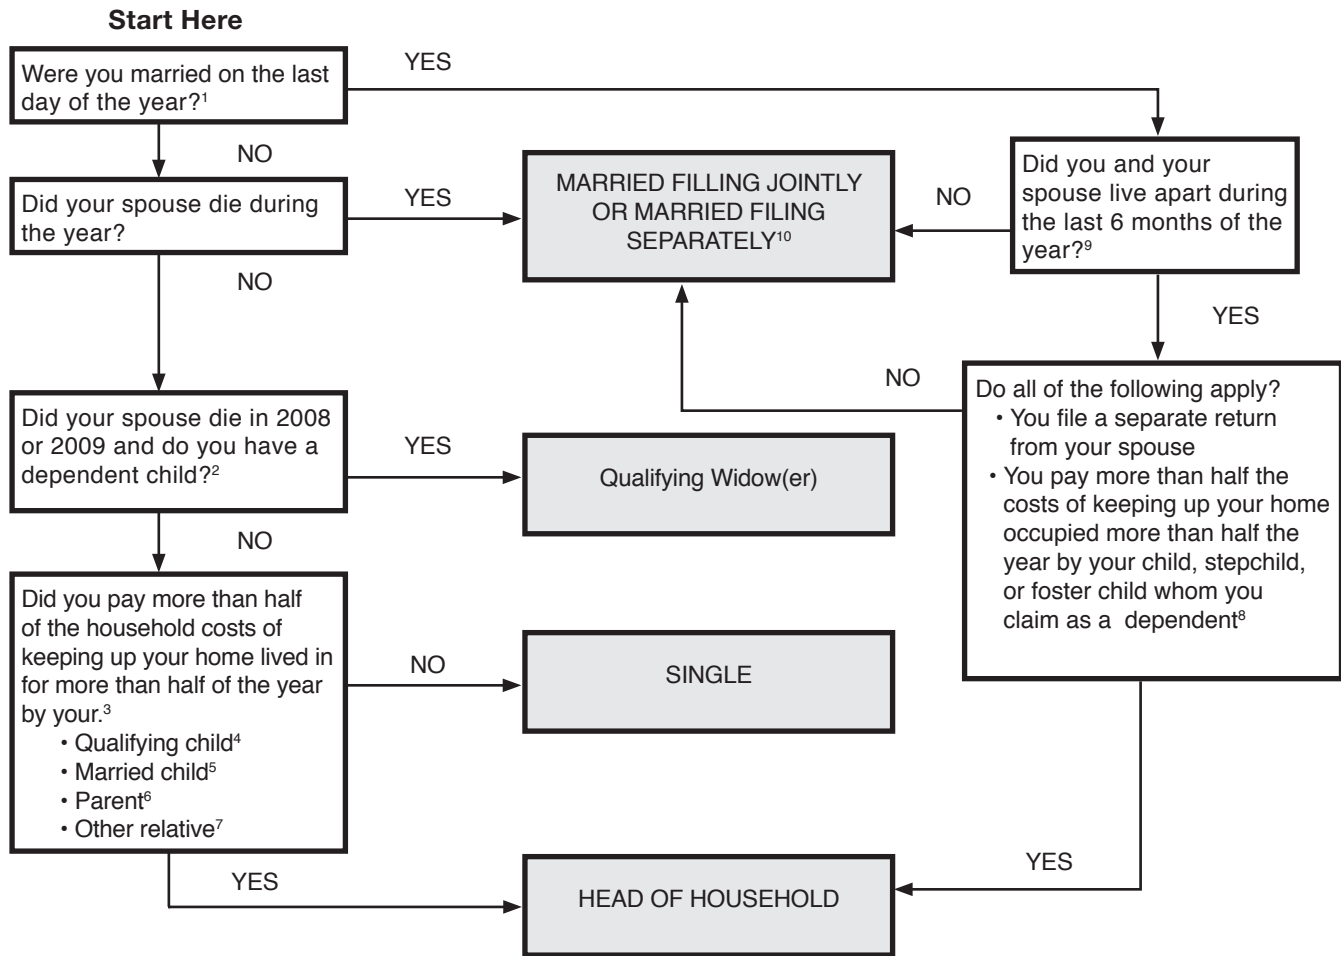 Start Here
Were you married on the last
day of the year?¹
YES
NO
Did your spouse die during
the year?
YES
NO
MARRIED FILLING JOINTLY
OR MARRIED FILING
SEPARATELY¹⁰
NO
Did you and your
spouse live apart during
the last 6 months of the
year?⁹
YES
Did your spouse die in 2008
or 2009 and do you have a
dependent child?²
YES
NO
Qualifying Widow(er)
NO
Do all of the following apply?
• You file a separate return
from your spouse
• You pay more than half the
costs of keeping up your home
occupied more than half the
year by your child, stepchild,
or foster child whom you
claim as a dependent⁸
Did you pay more than half
of the household costs of
keeping up your home lived in
for more than half of the year
by your.³
• Qualifying child⁴
• Married child⁵
• Parent⁶
• Other relative⁷
NO
SINGLE
YES
HEAD OF HOUSEHOLD
YES